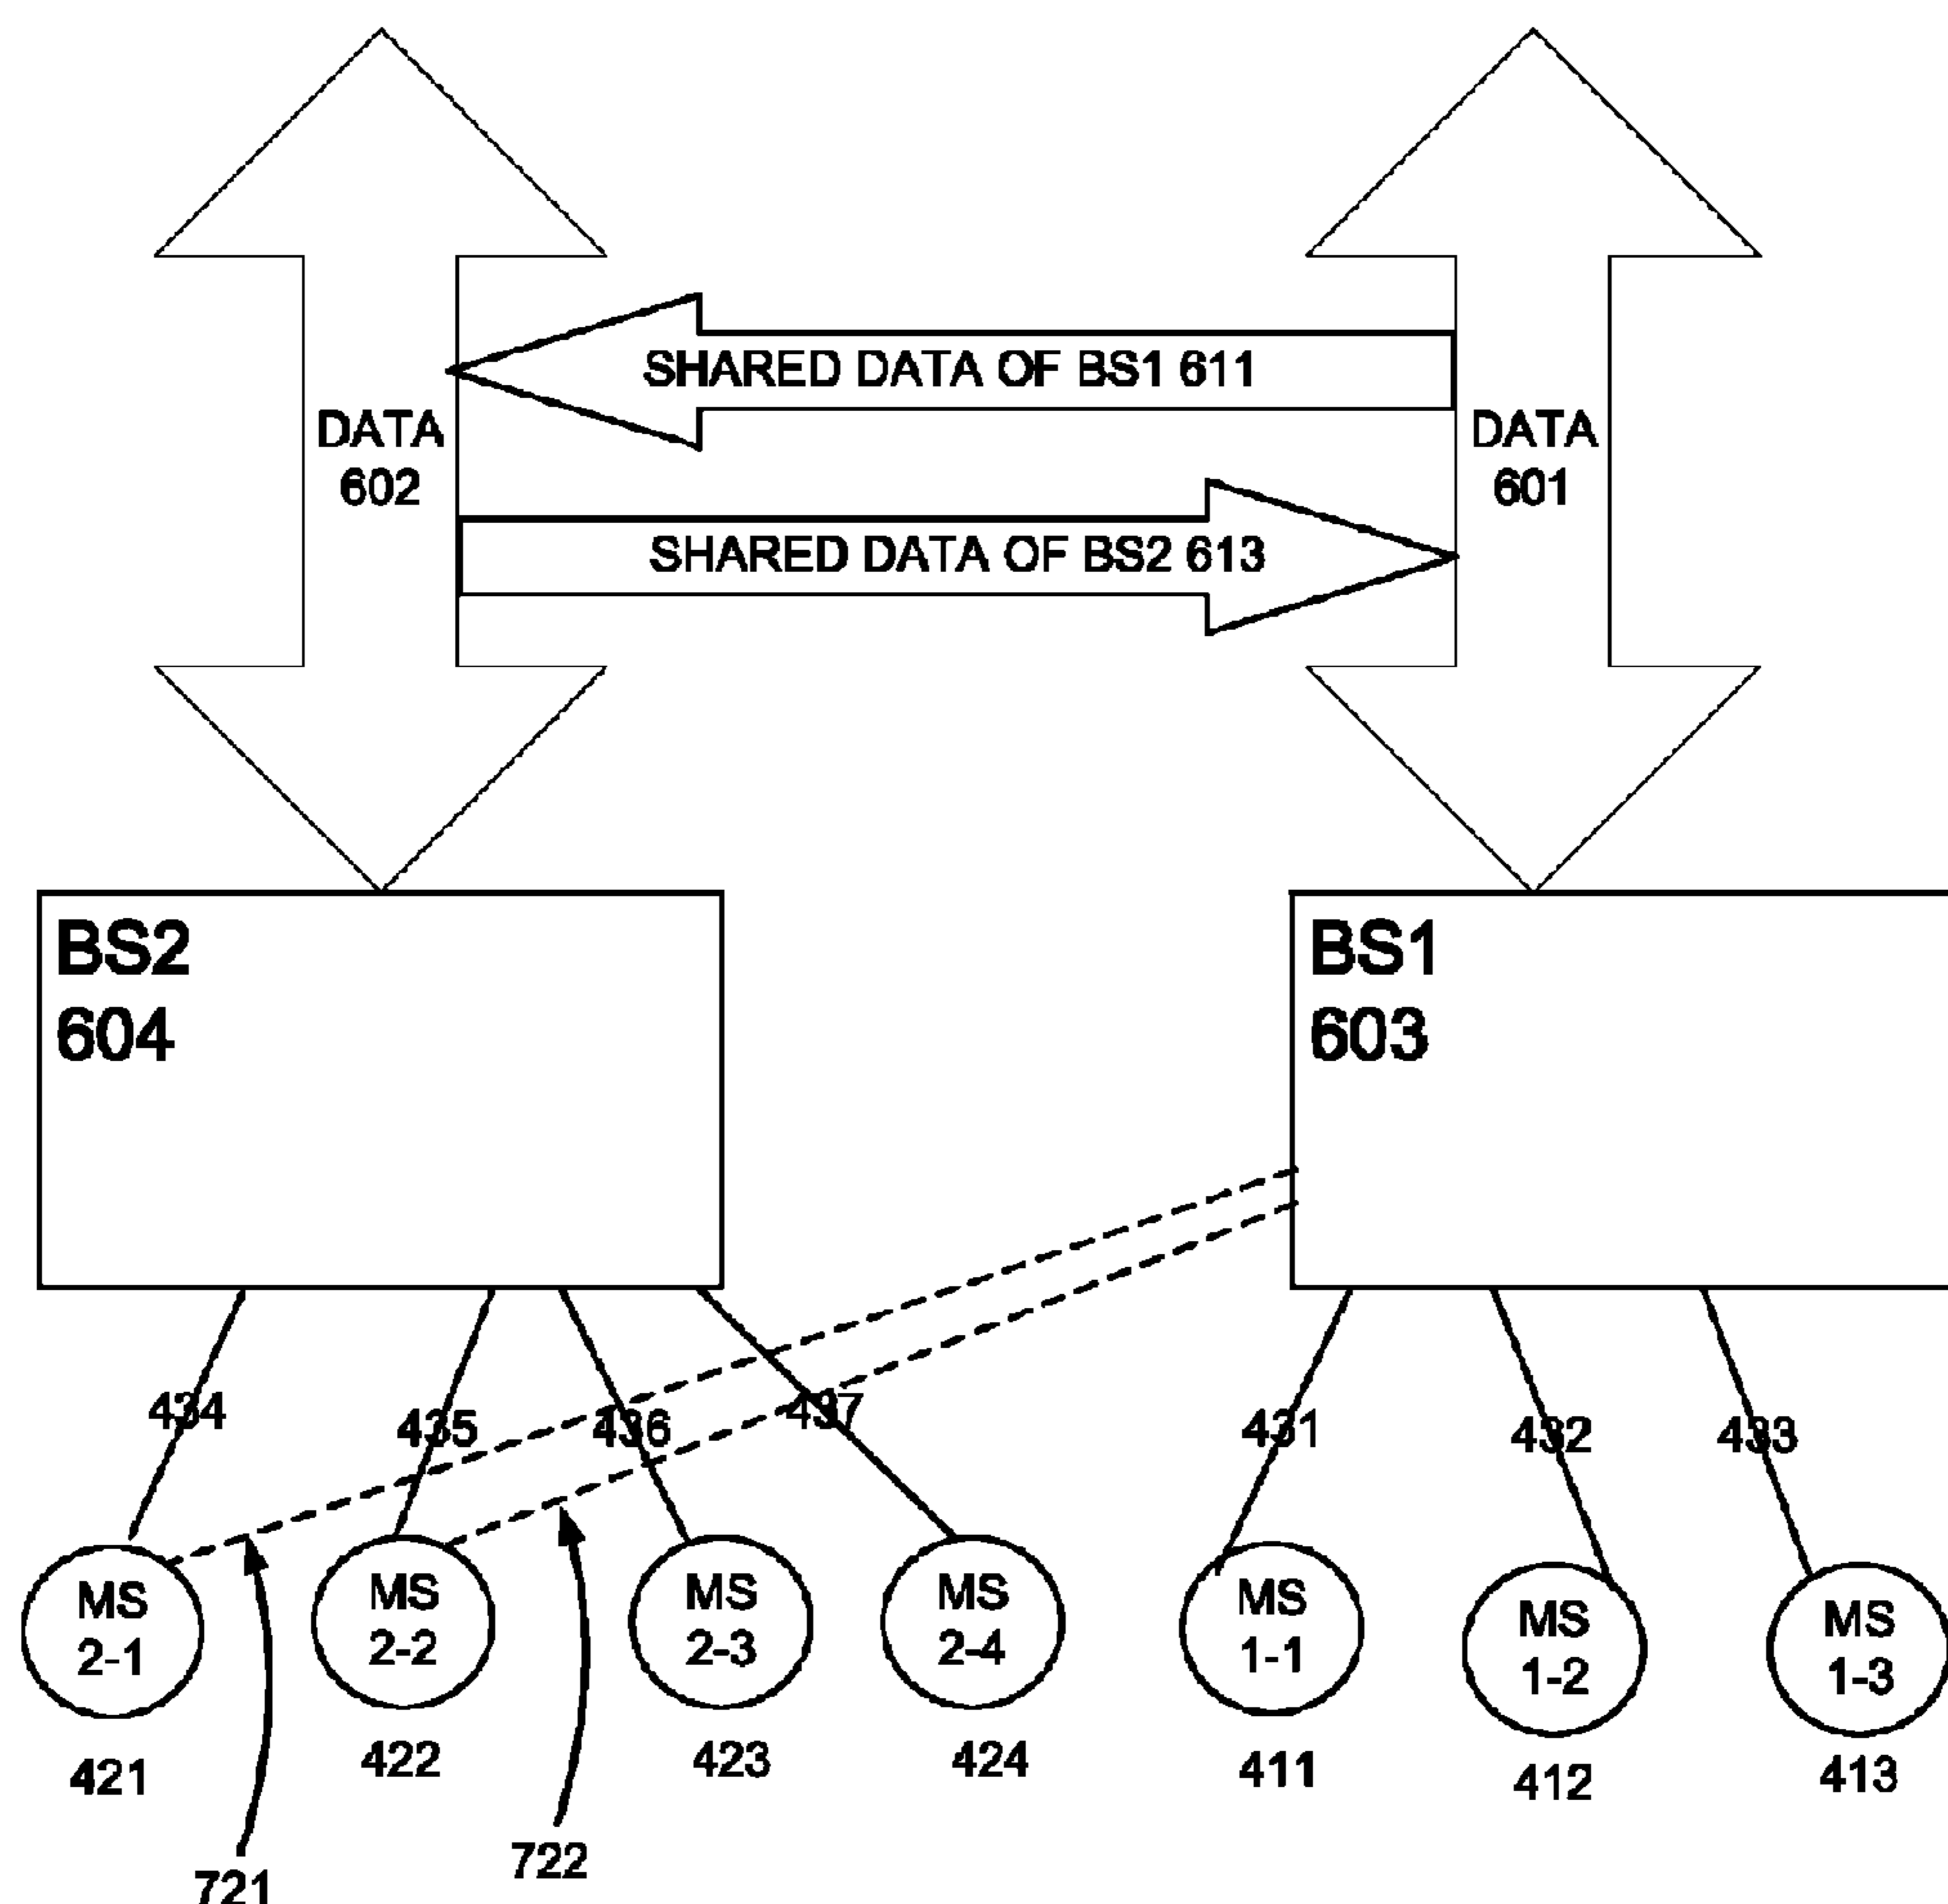 SHARED DATA OF BS1 611
DATA
602
DATA
601
SHARED DATA OF BS2 613
BS2
604
BS1
603
434
435
436
437
431
432
433
MS
2-1
MS
2-2
MS
2-3
MS
2-4
MS
1-1
MS
1-2
MS
1-3
421
422
423
424
411
412
413
721
722